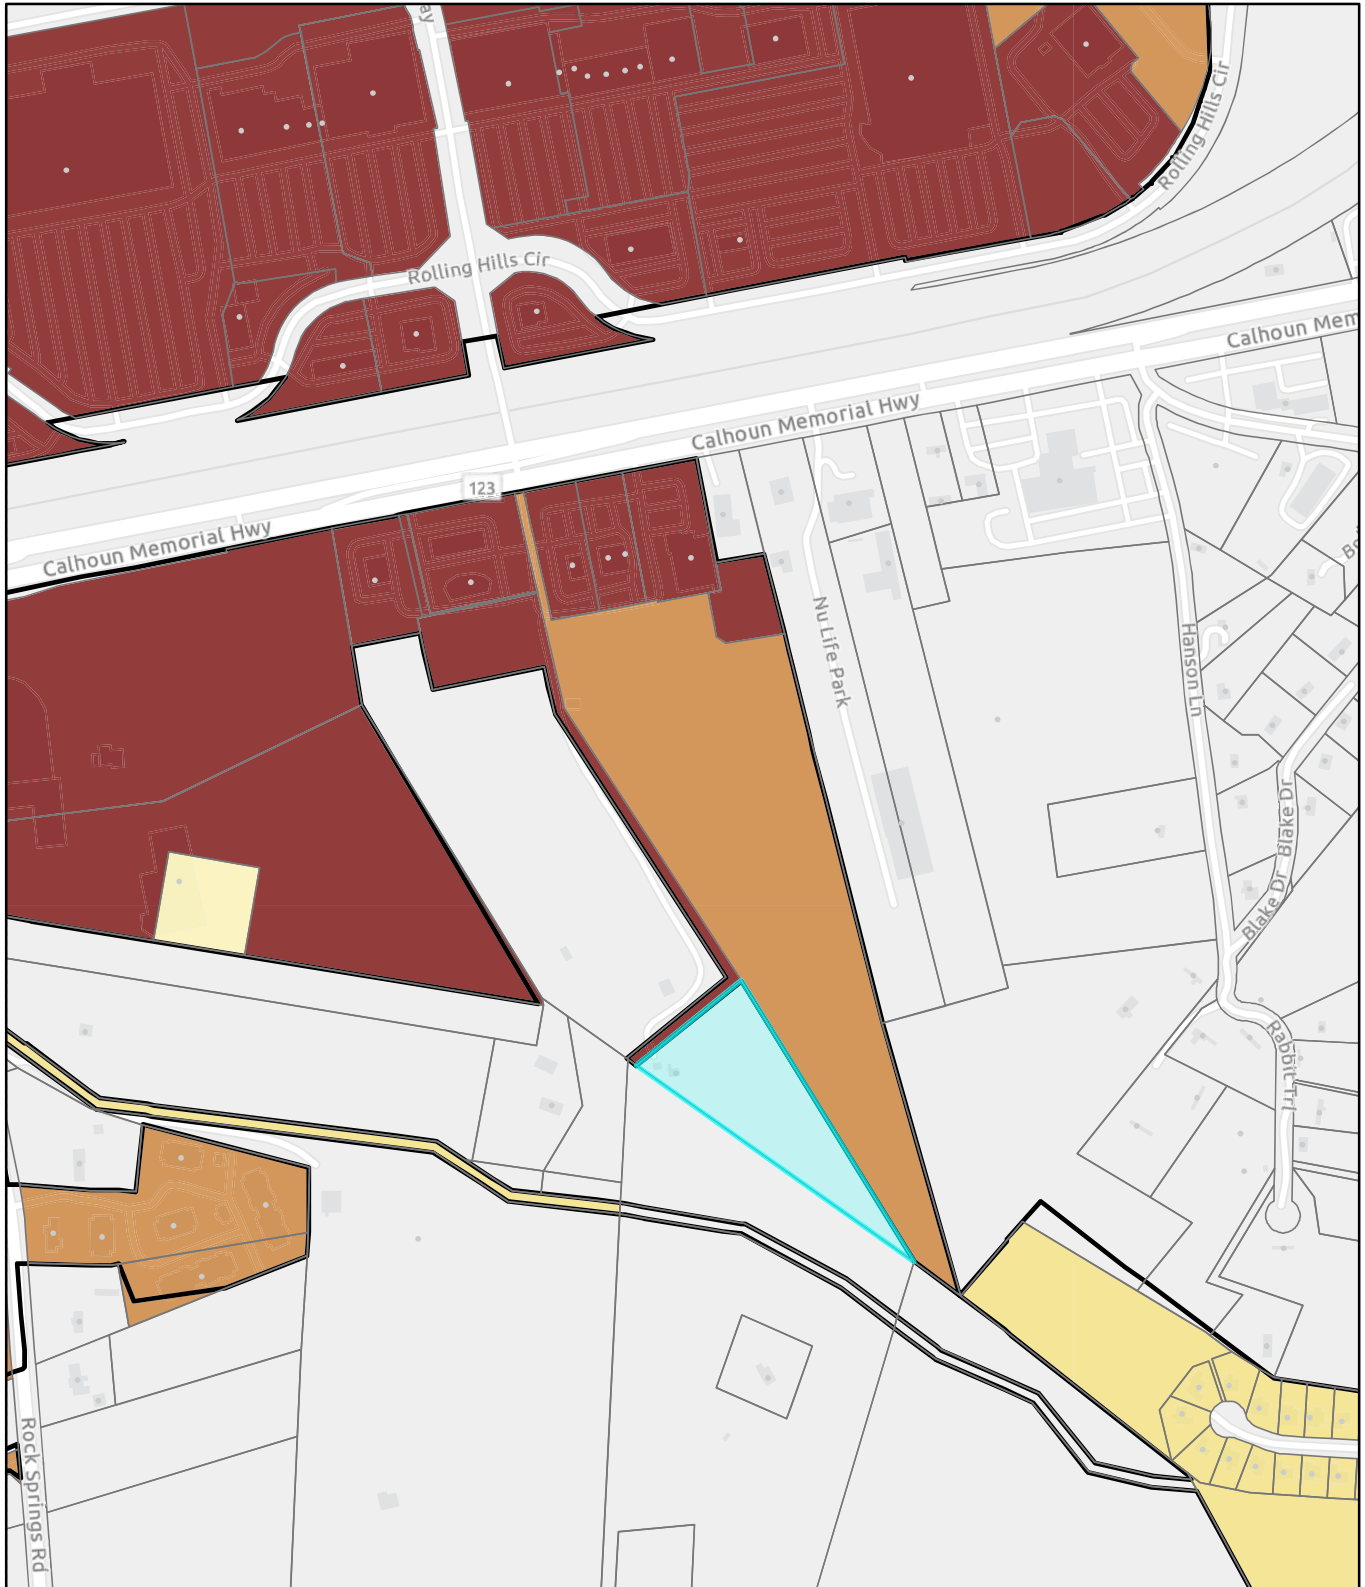 ay
Rolling Hills Cir
Rolling Hills Cir
Calhoun Mem
Calhoun Memorial Hwy
123
Calhoun Memorial Hwy
Nu Life Park
Hanson Ln
Blake Dr
Blake Dr
Rabbit Trl
Rock Springs Rd